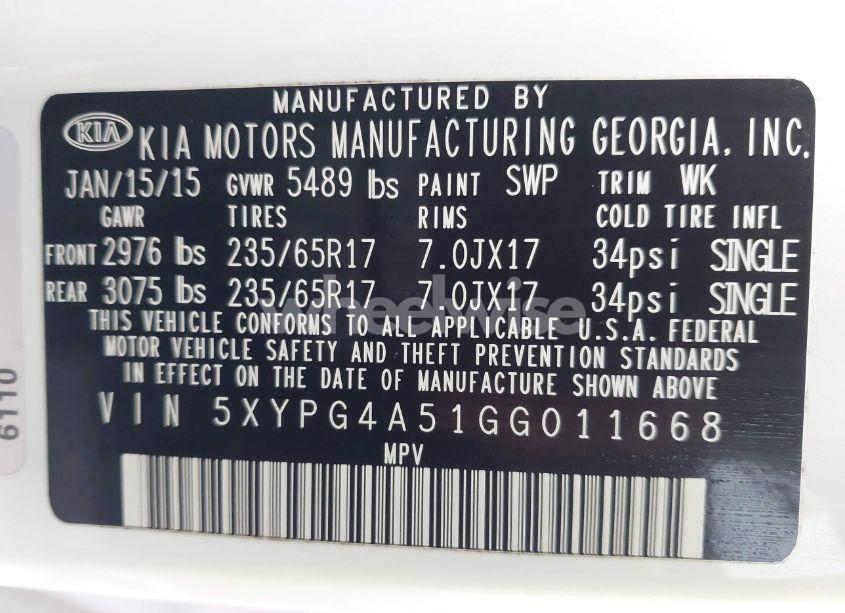 MANUFACTURED BY
KIA KIA MOTORS MANUFACTURING GEORGIA, INC.
JAN/15/15 GVWR 5489 lbs PAINT SWP TRIM WK
GAWR TIRES RIMS COLD TIRE INFL
FRONT 2976 lbs 235/65R17 7.0JX17 34psi SINGLE
REAR 3075 lbs 235/65R17 7.0JX17 34psi SINGLE
wheelwise
THIS VEHICLE CONFORMS TO ALL APPLICABLE U.S.A. FEDERAL
MOTOR VEHICLE SAFETY AND THEFT PREVENTION STANDARDS
IN EFFECT ON THE DATE OF MANUFACTURE SHOWN ABOVE
VIN 5XYPG4A51GG011668
MPV
6110